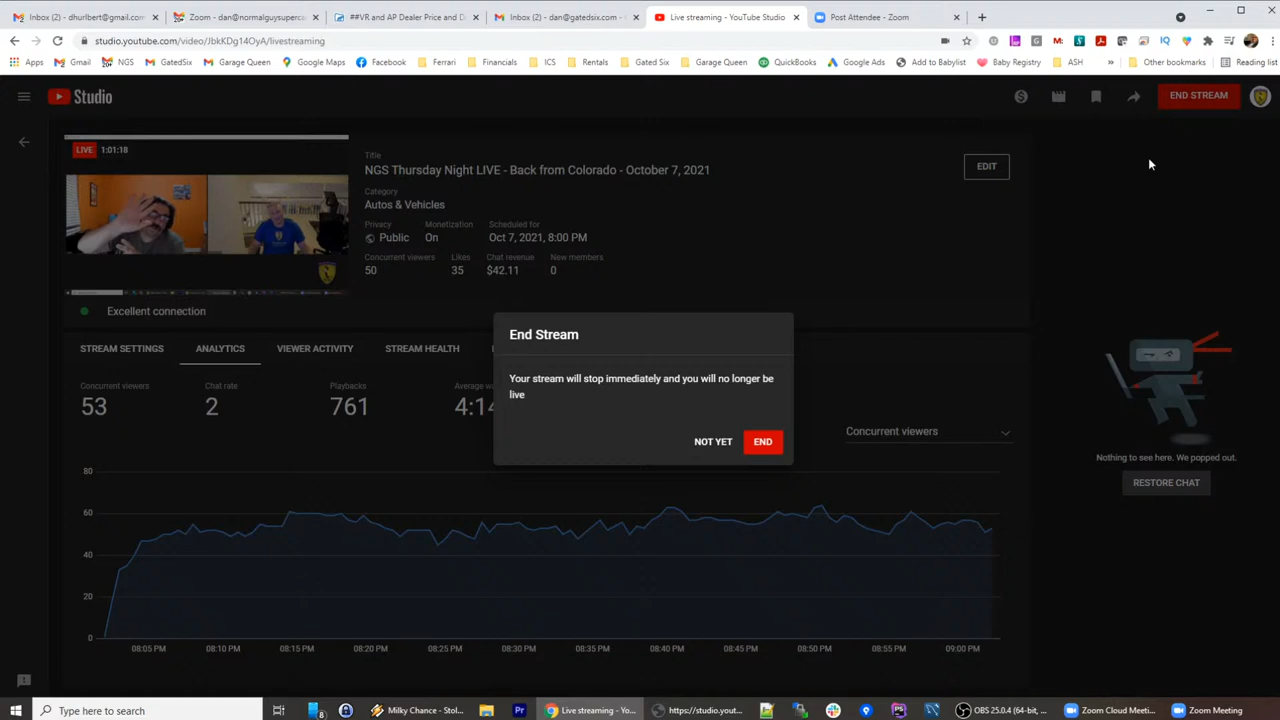 Inbox (2) - dhurlbert@gmail.com
Zoom - dan@normalguysuperca
##VR and AP Dealer Price and D
Inbox (4) - dan@gatedsix.com
Live streaming - YouTube Studio
Post Attendee - Zoom
studio.youtube.com/video/JbkKDg14OyA/livestreaming
Apps Gmail NGS GatedSix Garage Queen Google Maps Facebook Ferrari Financials ICS Rentals Gated Six Garage Queen QuickBooks Google Ads Add to Babylist Baby Registry ASH » Other bookmarks Reading list
Studio
END STREAM
LIVE 1:01:18
Title
NGS Thursday Night LIVE - Back from Colorado - October 7, 2021
EDIT
Category
Autos & Vehicles
Privacy Monetization Scheduled for
Public On Oct 7, 2021, 8:00 PM
Concurrent viewers Likes Chat revenue New members
50 35 $42.11 0
Excellent connection
STREAM SETTINGS ANALYTICS VIEWER ACTIVITY STREAM HEALTH
Concurrent viewers Chat rate Playbacks Average
53 2 761 4:14
Concurrent viewers
End Stream
Your stream will stop immediately and you will no longer be
live
NOT YET END
Nothing to see here. We popped out.
RESTORE CHAT
80
60
40
20
0
08:05 PM 08:10 PM 08:15 PM 08:20 PM 08:25 PM 08:30 PM 08:35 PM 08:40 PM 08:45 PM 08:50 PM 08:55 PM 09:00 PM
Type here to search
8
Milky Chance - Stol...
Pr
Live streaming - Yo...
https://studio.yout...
OBS 25.0.4 (64-bit, ...
Zoom Cloud Meeti...
Zoom Meeting